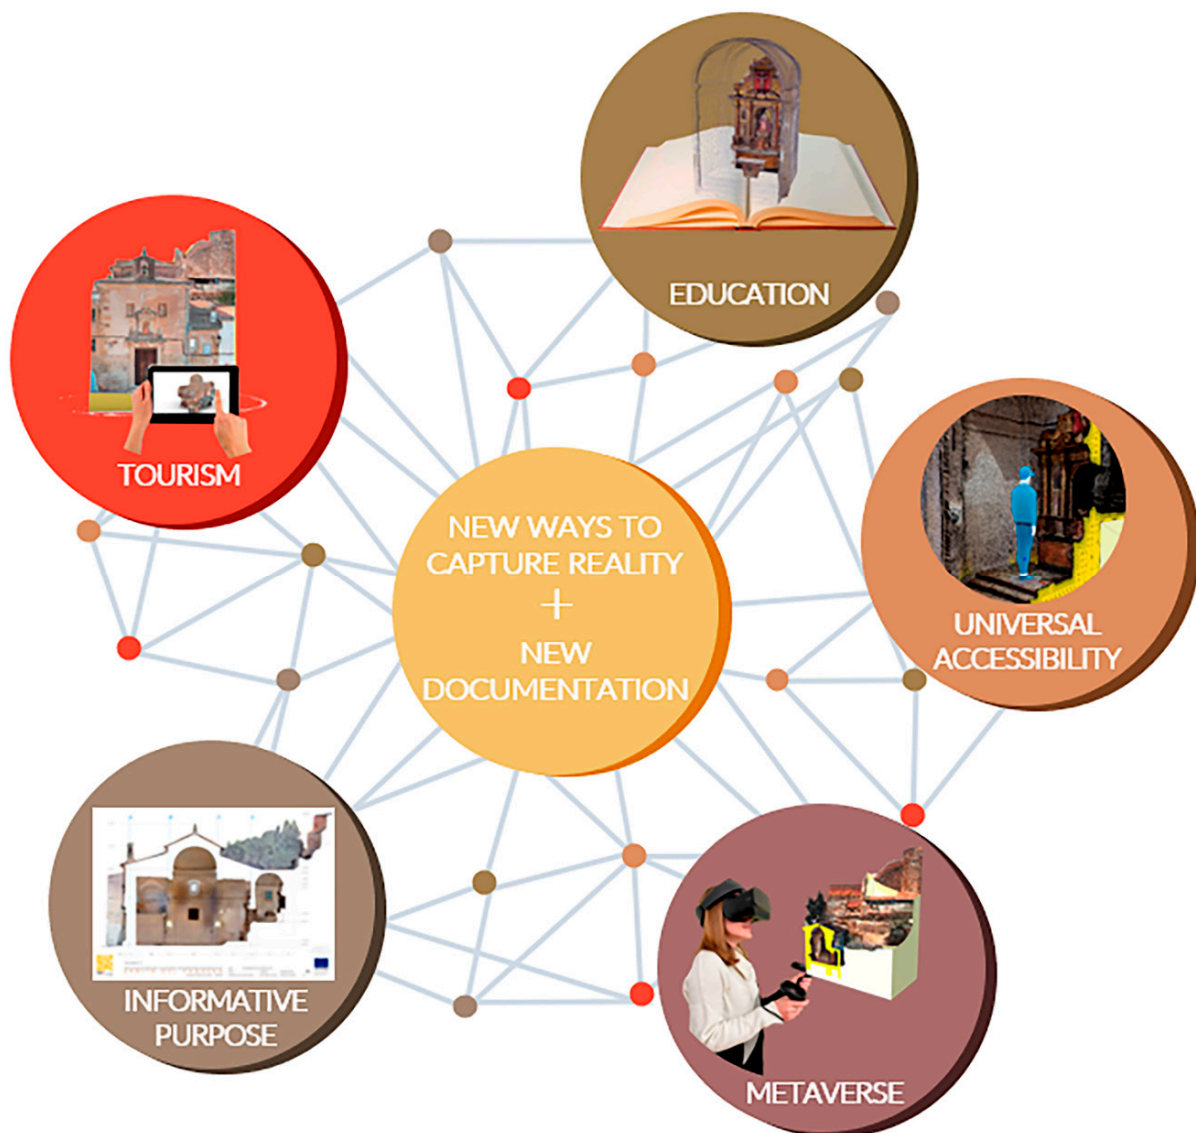 EDUCATION
TOURISM
NEW WAYS TO
CAPTURE REALITY
+
NEW
DOCUMENTATION
UNIVERSAL
ACCESSIBILITY
INFORMATIVE
PURPOSE
METAVERSE